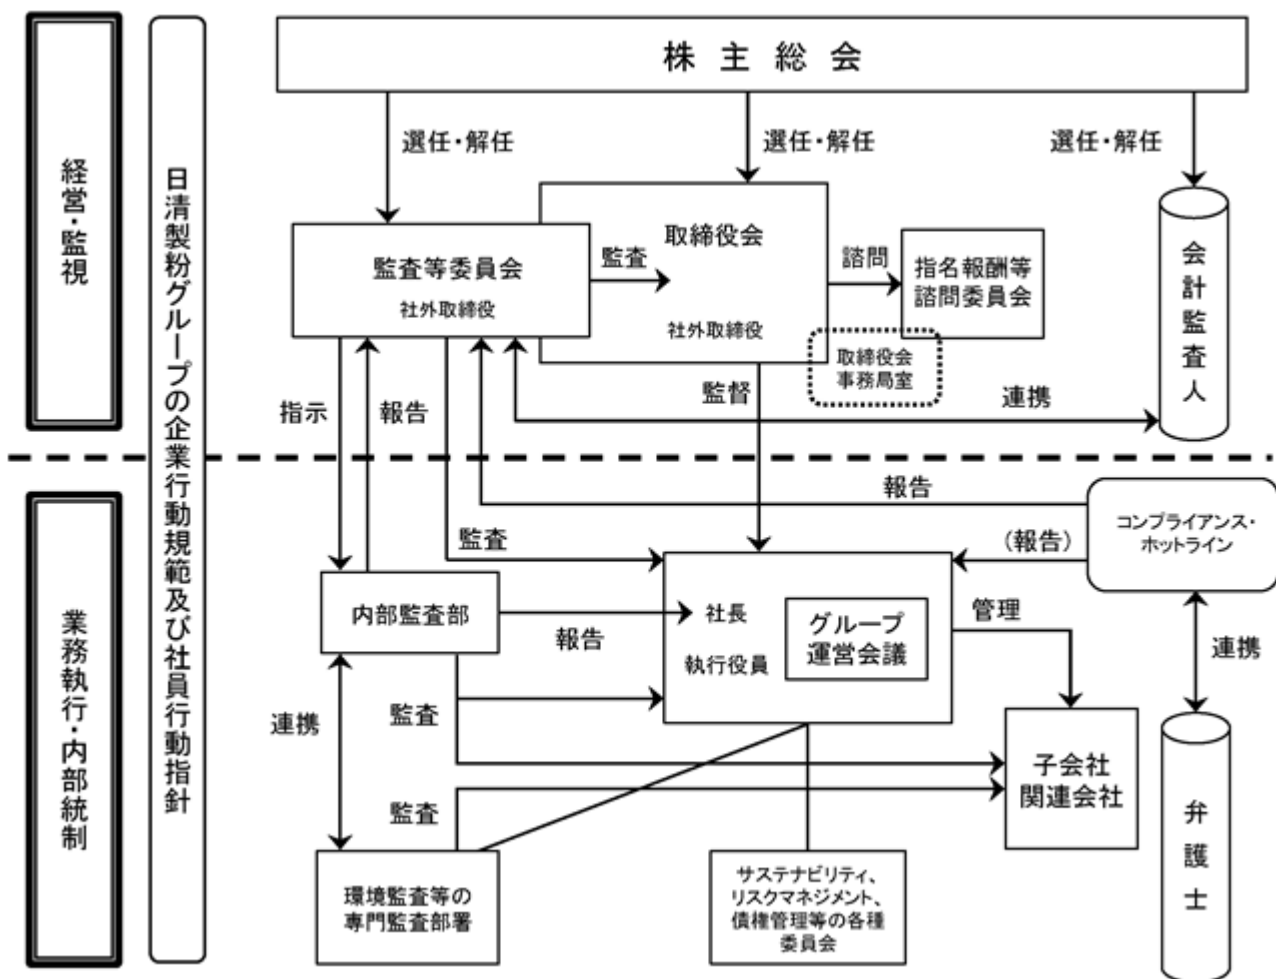 株主総会
経営・監視
日清製粉グループの企業行動規範及び社員行動指針
選任・解任
選任・解任
選任・解任
取締役会
監査等委員会
社外取締役
監査
社外取締役
諮問
指名報酬等
諮問委員会
会計監査人
取締役会
事務局室
指示
報告
監督
連携
業務執行・内部統制
報告
コンプライアンス・
ホットライン
監査
(報告)
内部監査部
報告
社長
執行役員
グループ
運営会議
管理
連携
連携
監査
子会社
関連会社
監査
弁護士
環境監査等の
専門監査部署
サステナビリティ、
リスクマネジメント、
債権管理等の各種
委員会